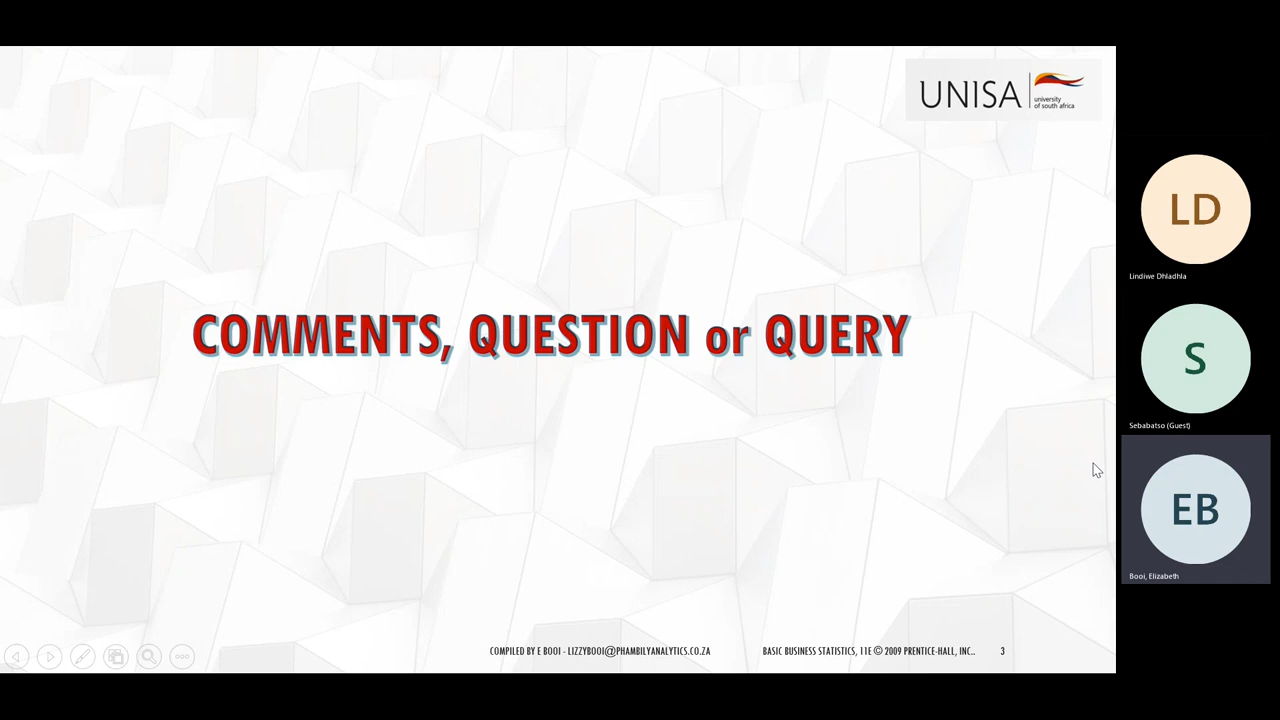 UNISA
university
of south africa
COMMENTS, QUESTION or QUERY
COMPILED BY E BOOI - LIZZYBOOI@PHAMBILYANALYTICS.CO.ZA
BASIC BUSINESS STATISTICS, 11E © 2009 PRENTICE-HALL, INC..
3
LD
Lindiwe Dhladhla
S
Sebabatso (Guest)
EB
Booi, Elizabeth